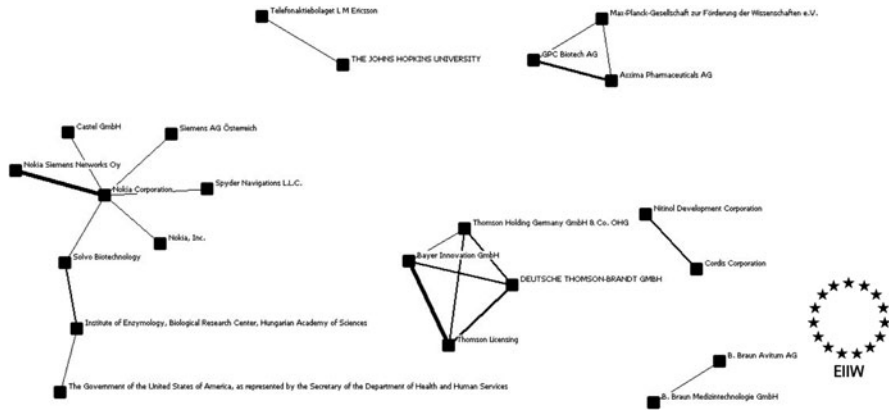 Telefonaktiebolaget L M Ericsson
Max-Planck-Gesellschaft zur Förderung der Wissenschaften e.V.
THE JOHNS HOPKINS UNIVERSITY
GPC Biotech AG
Axxima Pharmaceuticals AG
Castel GmbH
Siemens AG Österreich
Nokia Siemens Networks Oy
Nokia Corporation
Spyder Navigations L.L.C.
Nokia, Inc.
Solvo Biotechnology
Thomson Holding Germany GmbH & Co. OHG
Nitinol Development Corporation
Bayer Innovation GmbH
Cordis Corporation
DEUTSCHE THOMSON-BRANDT GMBH
Institute of Enzymology, Biological Research Center, Hungarian Academy of Sciences
Thomson Licensing
B. Braun Avitum AG
EIIW
The Government of the United States of America, as represented by the Secretary of the Department of Health and Human Services
B. Braun Medizintechnologie GmbH